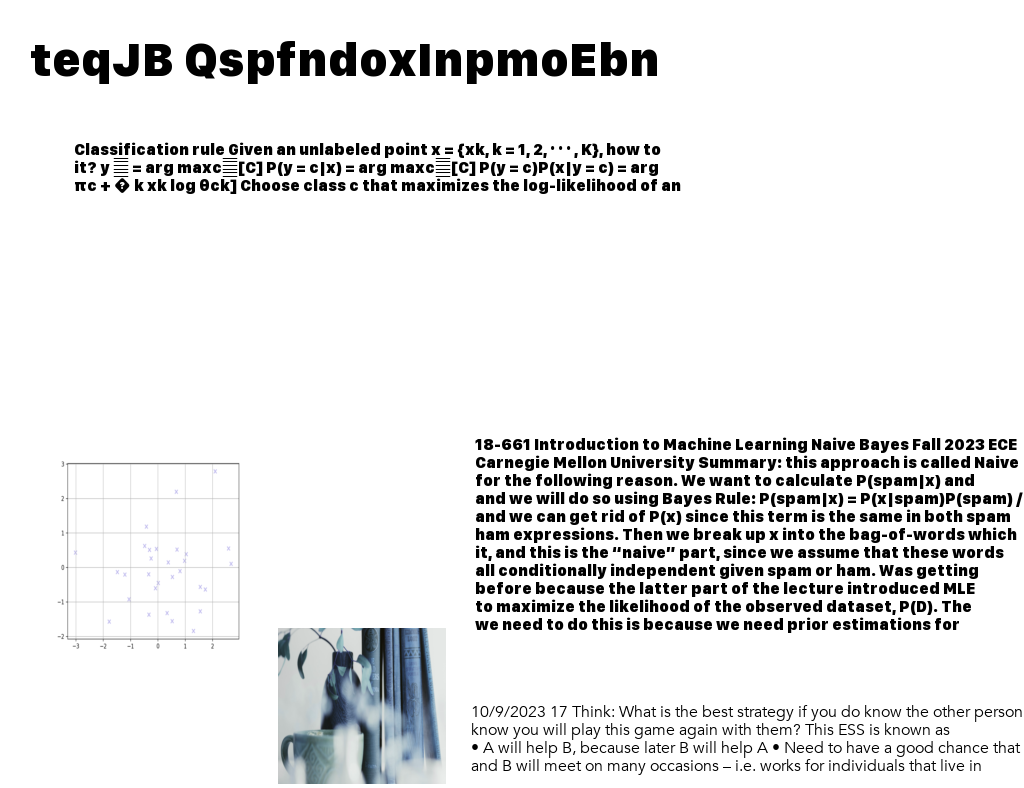 teqJB QspfndoxInpmoEbn
Classification rule Given an unlabeled point x = {xk, k = 1, 2, · · · , K}, how to
it? y = arg maxc [C] P(y = c|x) = arg maxc [C] P(y = c)P(x|y = c) = arg
πc + � k xk log θck] Choose class c that maximizes the log-likelihood of an
18-661 Introduction to Machine Learning Naive Bayes Fall 2023 ECE
Carnegie Mellon University Summary: this approach is called Naive
for the following reason. We want to calculate P(spam|x) and
and we will do so using Bayes Rule: P(spam|x) = P(x|spam)P(spam) /
and we can get rid of P(x) since this term is the same in both spam
ham expressions. Then we break up x into the bag-of-words which
it, and this is the “naive” part, since we assume that these words
all conditionally independent given spam or ham. Was getting
before because the latter part of the lecture introduced MLE
to maximize the likelihood of the observed dataset, P(D). The
we need to do this is because we need prior estimations for
3
2
1
0
−1
−2
−3 −2 −1 0 1 2
10/9/2023 17 Think: What is the best strategy if you do know the other person
know you will play this game again with them? This ESS is known as
• A will help B, because later B will help A • Need to have a good chance that
and B will meet on many occasions – i.e. works for individuals that live in